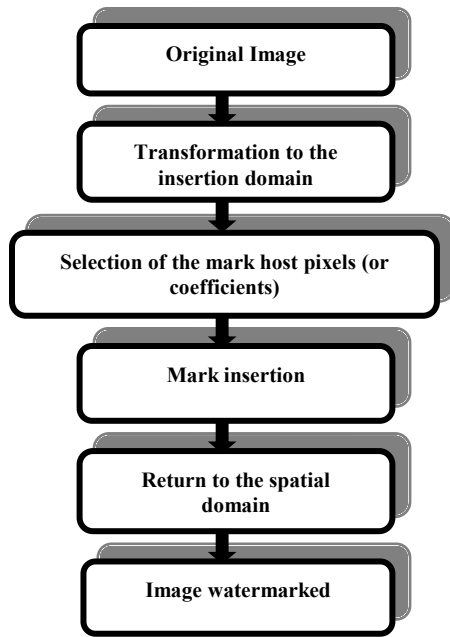 Original Image
Transformation to the
insertion domain
Selection of the mark host pixels (or
coefficients)
Mark insertion
Return to the spatial
domain
Image watermarked